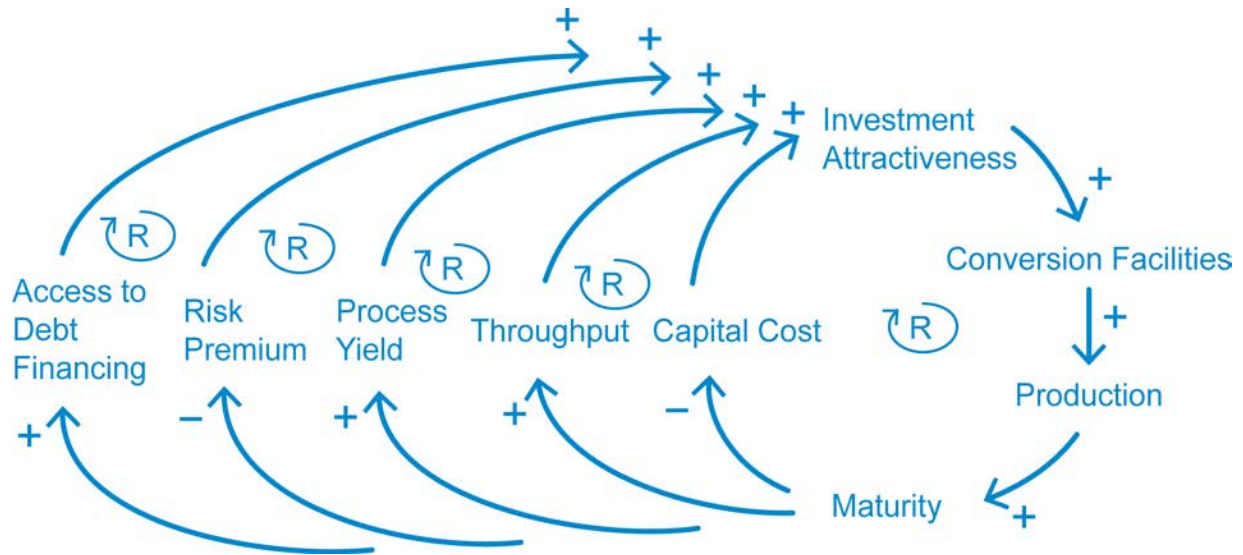 +
+
+
+
+
Investment
Attractiveness
+
R
R
R
R
Conversion Facilities
Access to
Debt
Financing
Risk
Premium
Process
Yield
Throughput
Capital Cost
R
+
Production
+
−
+
+
−
Maturity
+